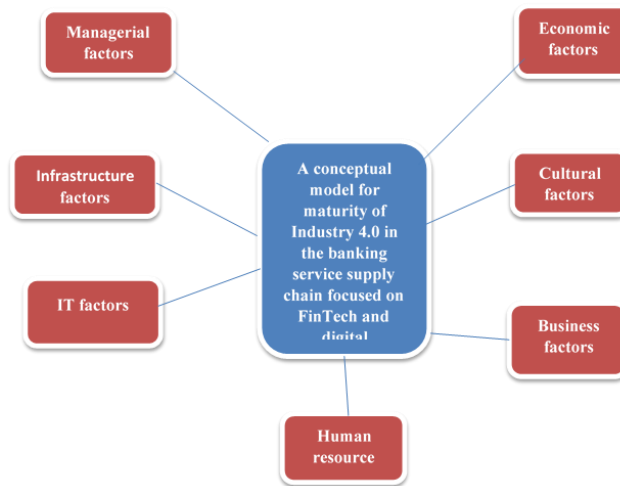 Managerial
factors
Economic
factors
Infrastructure
factors
A conceptual
model for
maturity of
Industry 4.0 in
the banking
service supply
chain focused on
FinTech and
digital
Cultural
factors
IT factors
Business
factors
Human
resource